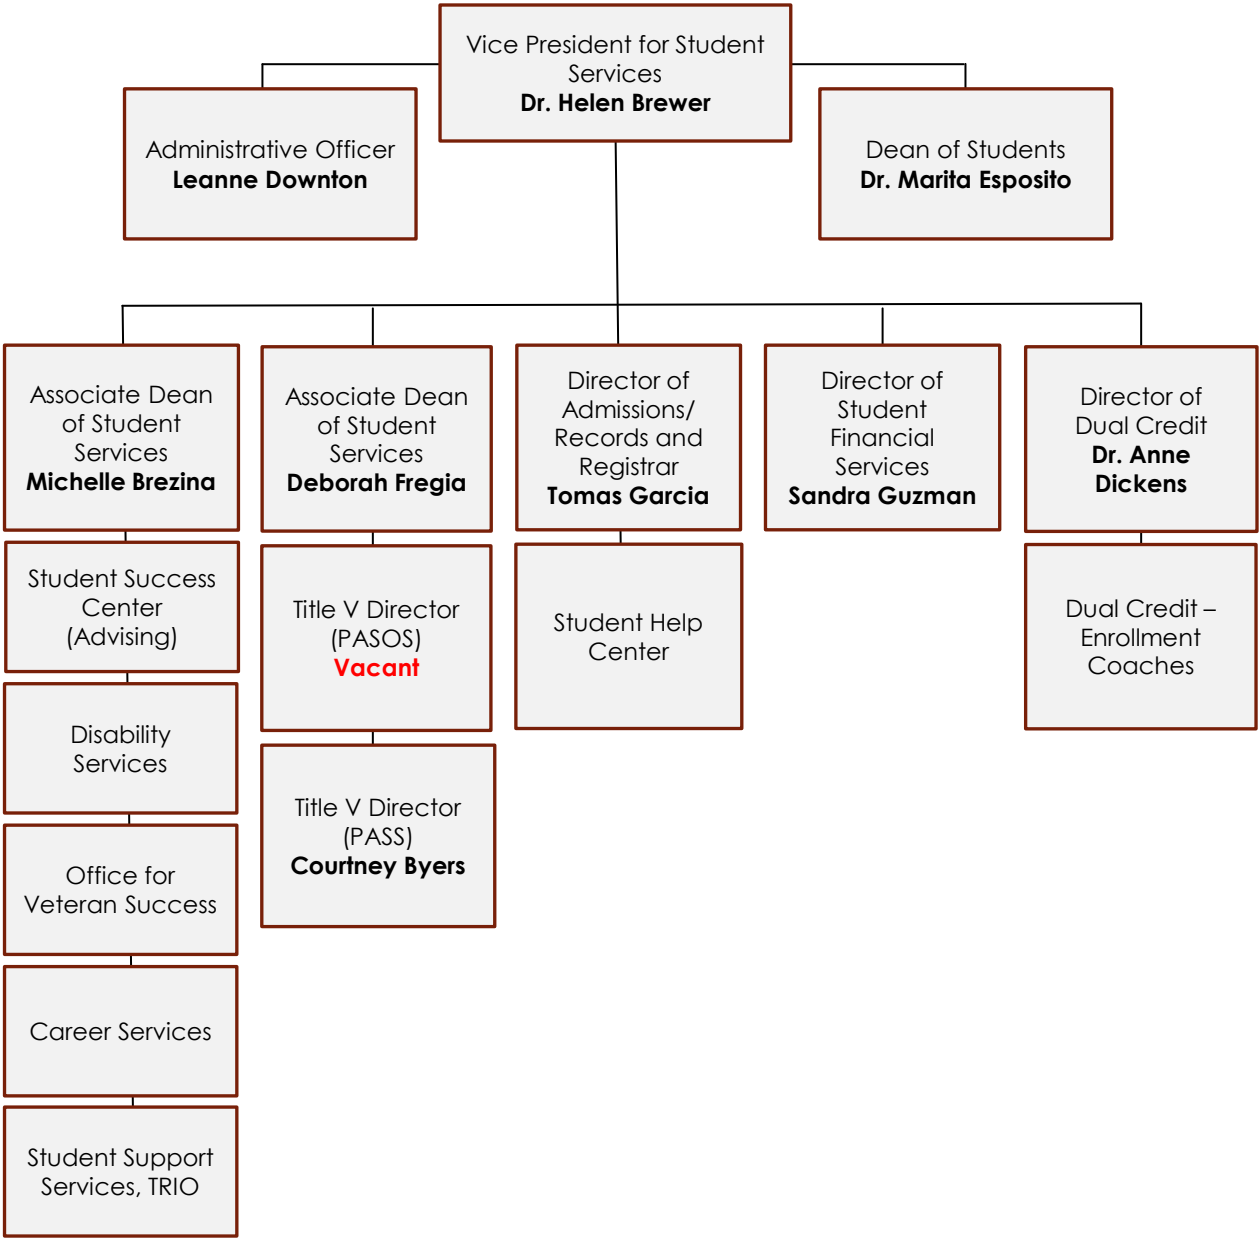 Vice President for Student
Services
Dr. Helen Brewer
Administrative Officer
Leanne Downton
Dean of Students
Dr. Marita Esposito
Associate Dean
of Student
Services
Michelle Brezina
Associate Dean
of Student
Services
Deborah Fregia
Director of
Admissions/
Records and
Registrar
Tomas Garcia
Director of
Student
Financial
Services
Sandra Guzman
Director of
Dual Credit
Dr. Anne
Dickens
Student Success
Center
(Advising)
Disability
Services
Office for
Veteran Success
Career Services
Student Support
Services, TRIO
Title V Director
(PASOS)
Vacant
Title V Director
(PASS)
Courtney Byers
Student Help
Center
Dual Credit –
Enrollment
Coaches